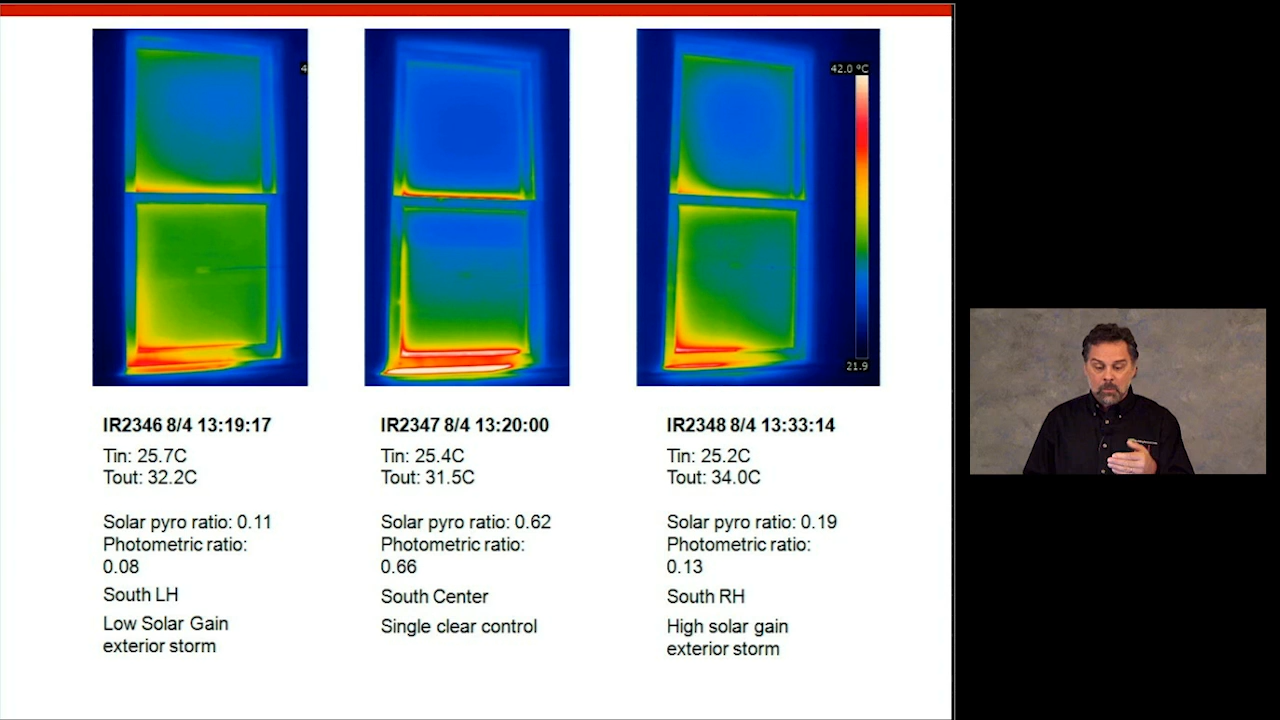 4
42.0 °C
21.9
IR2346 8/4 13:19:17
Tin: 25.7C
Tout: 32.2C
Solar pyro ratio: 0.11
Photometric ratio:
0.08
South LH
Low Solar Gain
exterior storm
IR2347 8/4 13:20:00
Tin: 25.4C
Tout: 31.5C
Solar pyro ratio: 0.62
Photometric ratio:
0.66
South Center
Single clear control
IR2348 8/4 13:33:14
Tin: 25.2C
Tout: 34.0C
Solar pyro ratio: 0.19
Photometric ratio:
0.13
South RH
High solar gain
exterior storm